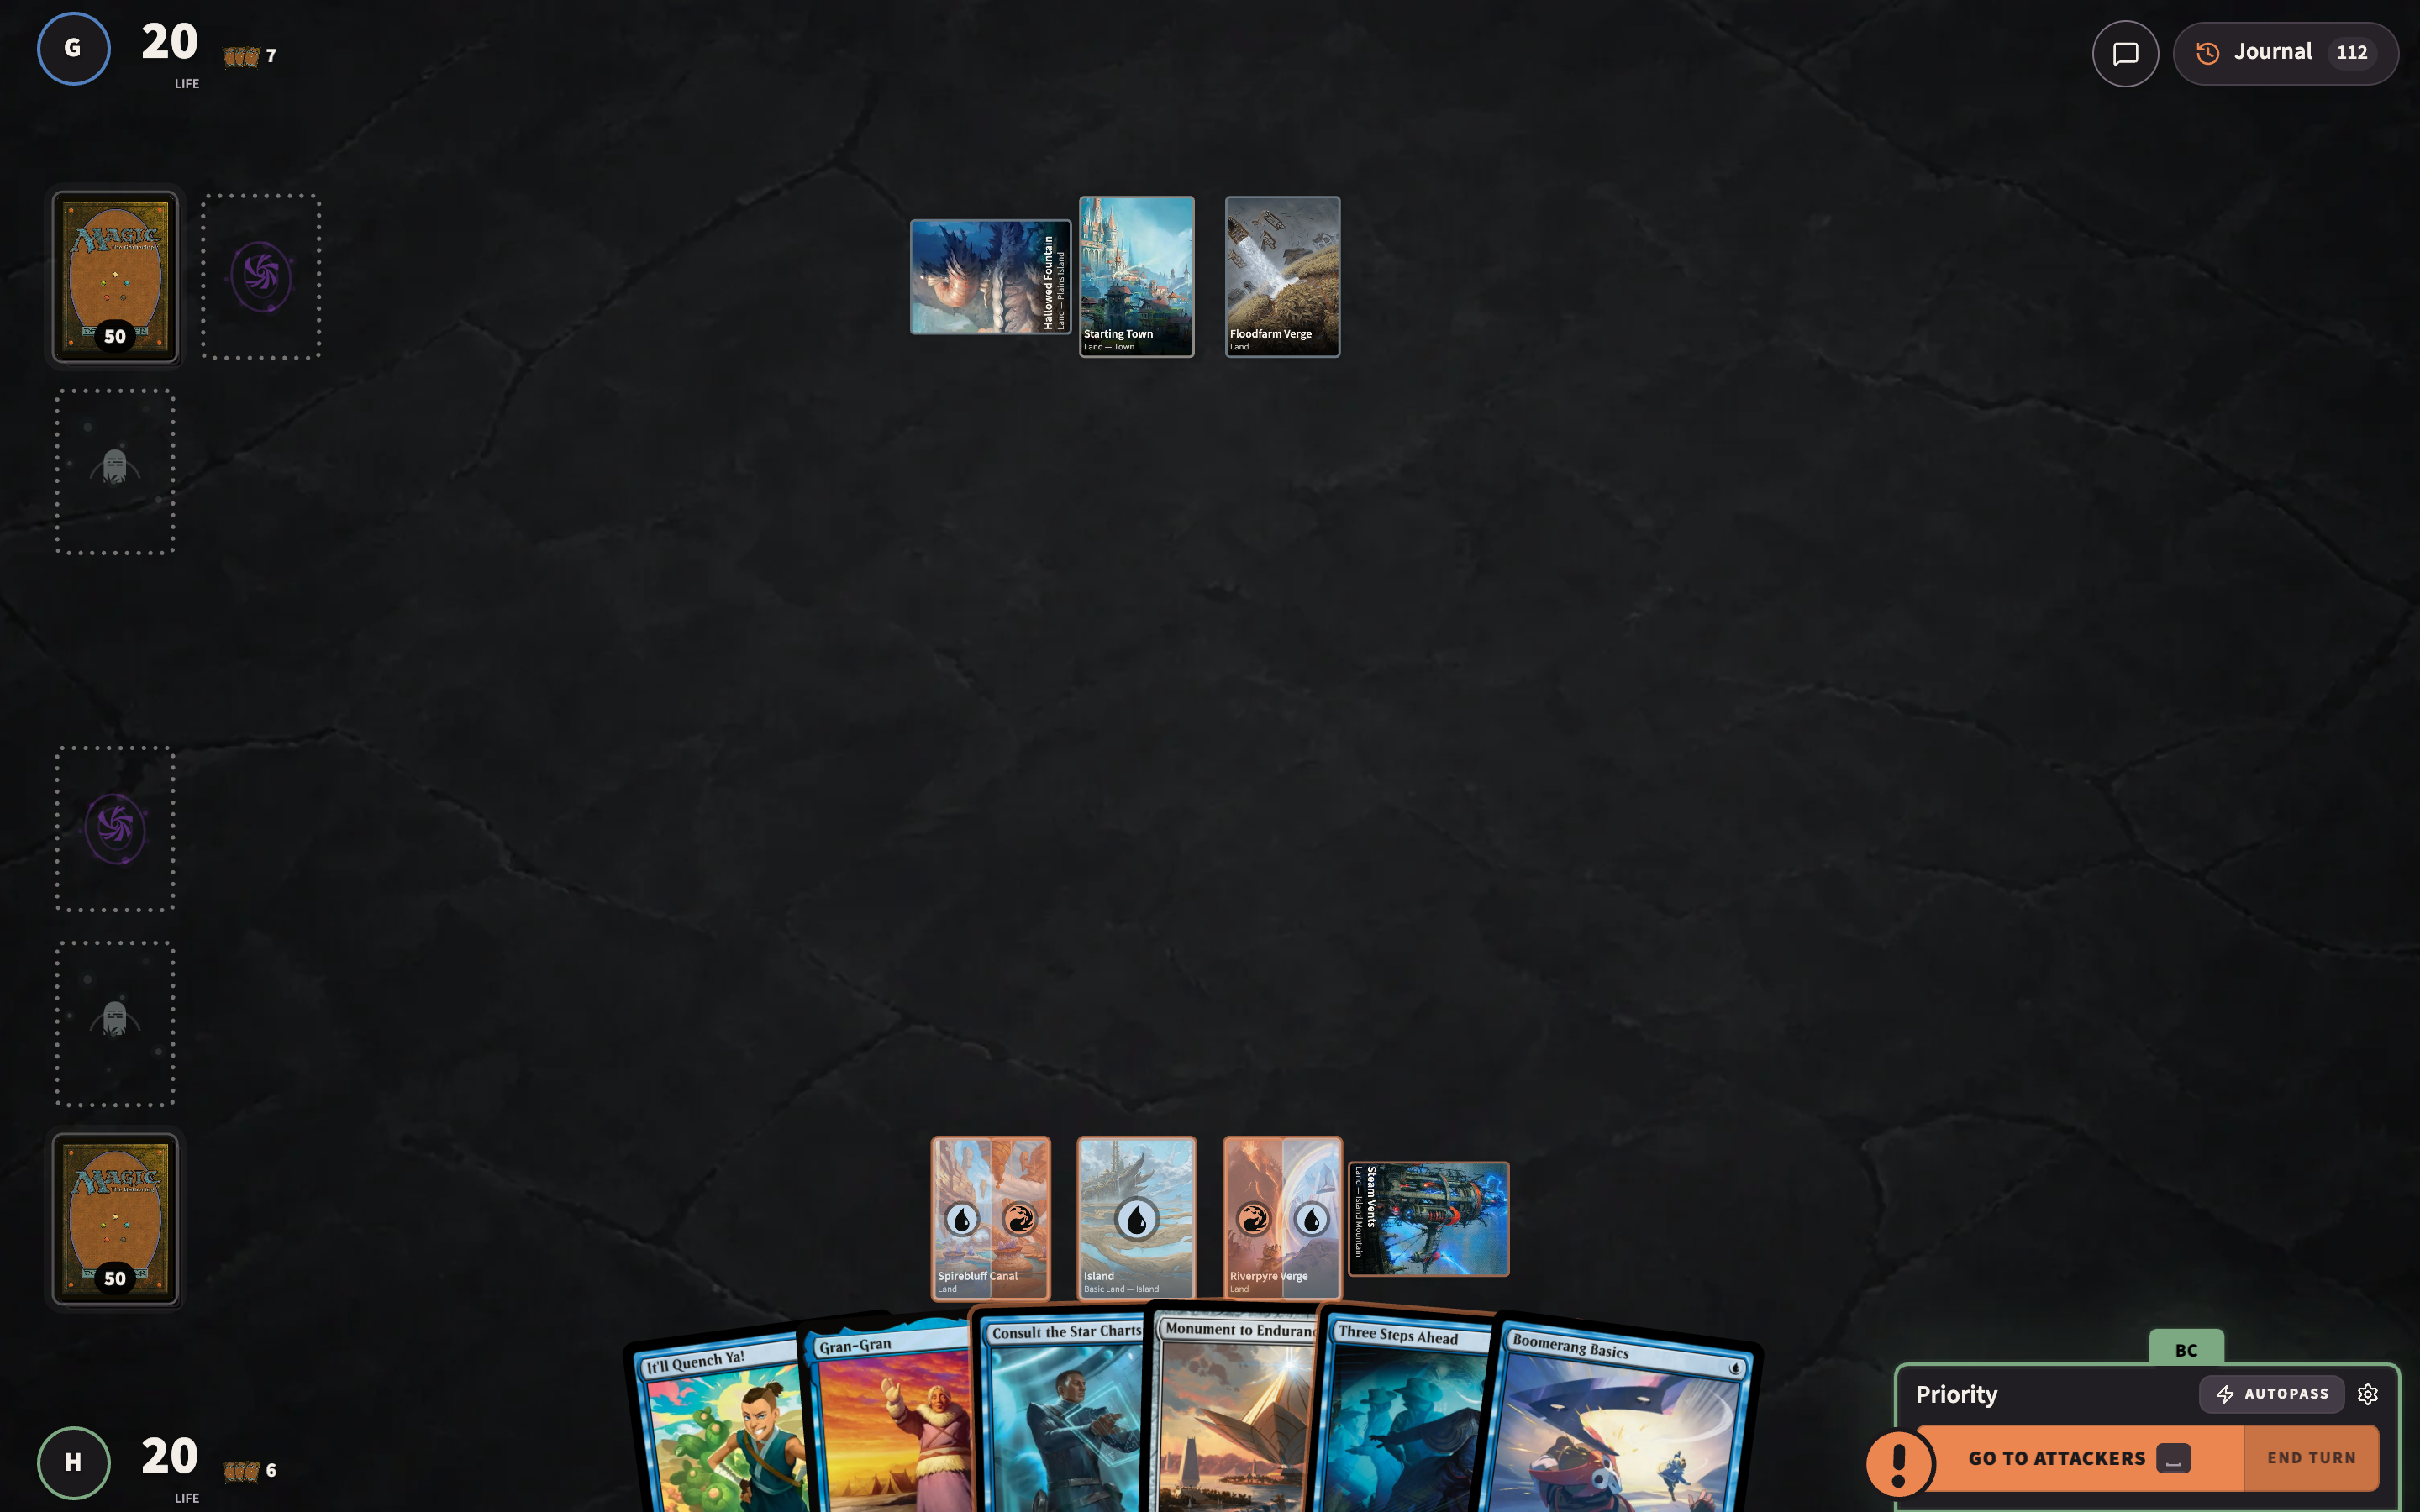 G
20
LIFE
7
Journal
112
MAGIC
50
Hallowed Fountain
Land — Plains Island
Starting Town
Land — Town
Floodfarm Verge
Land
Spirebluff Canal
Land
Island
Basic Land — Island
Riverpyre Verge
Land
Steam Vents
Land — Island Mountain
MAGIC
50
It'll Quench Ya!
Gran-Gran
Consult the Star Charts
Monument to Enduran
Three Steps Ahead
Boomerang Basics
H
20
LIFE
6
BC
Priority
AUTOPASS
GO TO ATTACKERS
END TURN